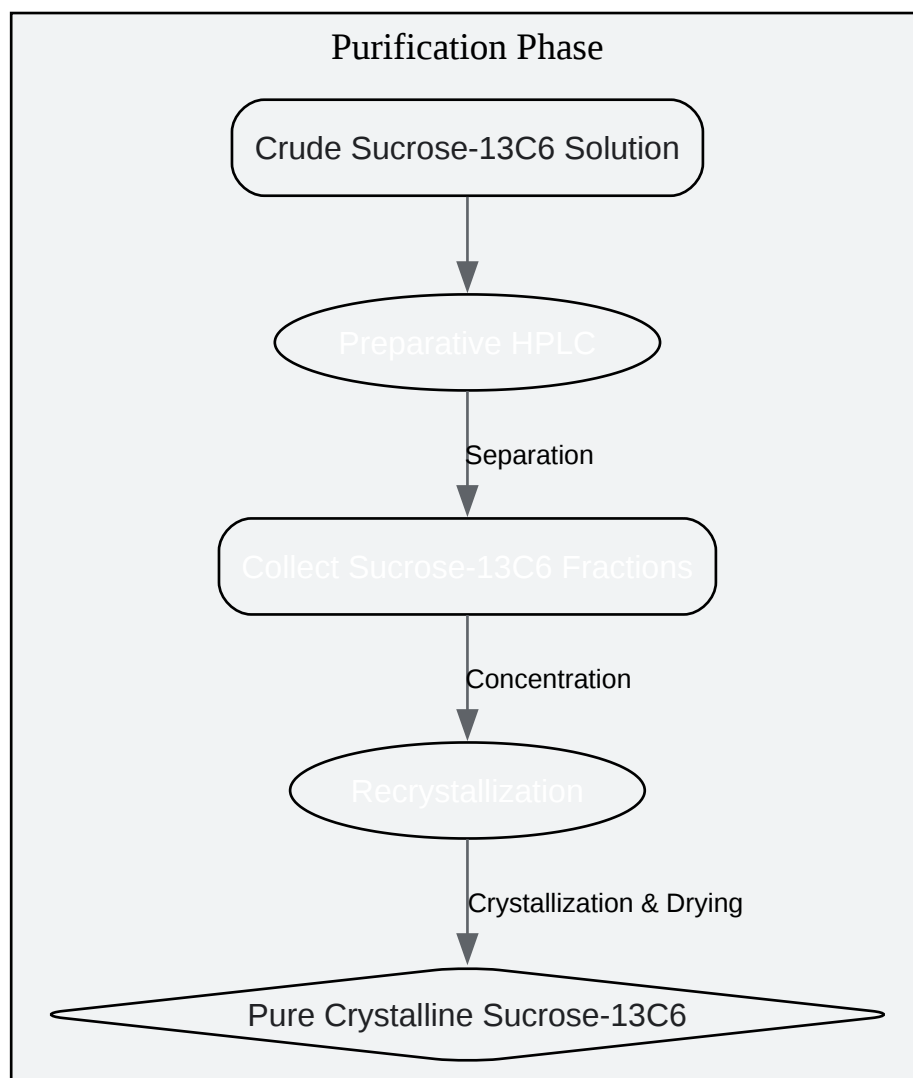 Purification Phase
Crude Sucrose-13C6 Solution
Preparative HPLC
Separation
Collect Sucrose-13C6 Fractions
Concentration
Recrystallization
Crystallization & Drying
Pure Crystalline Sucrose-13C6